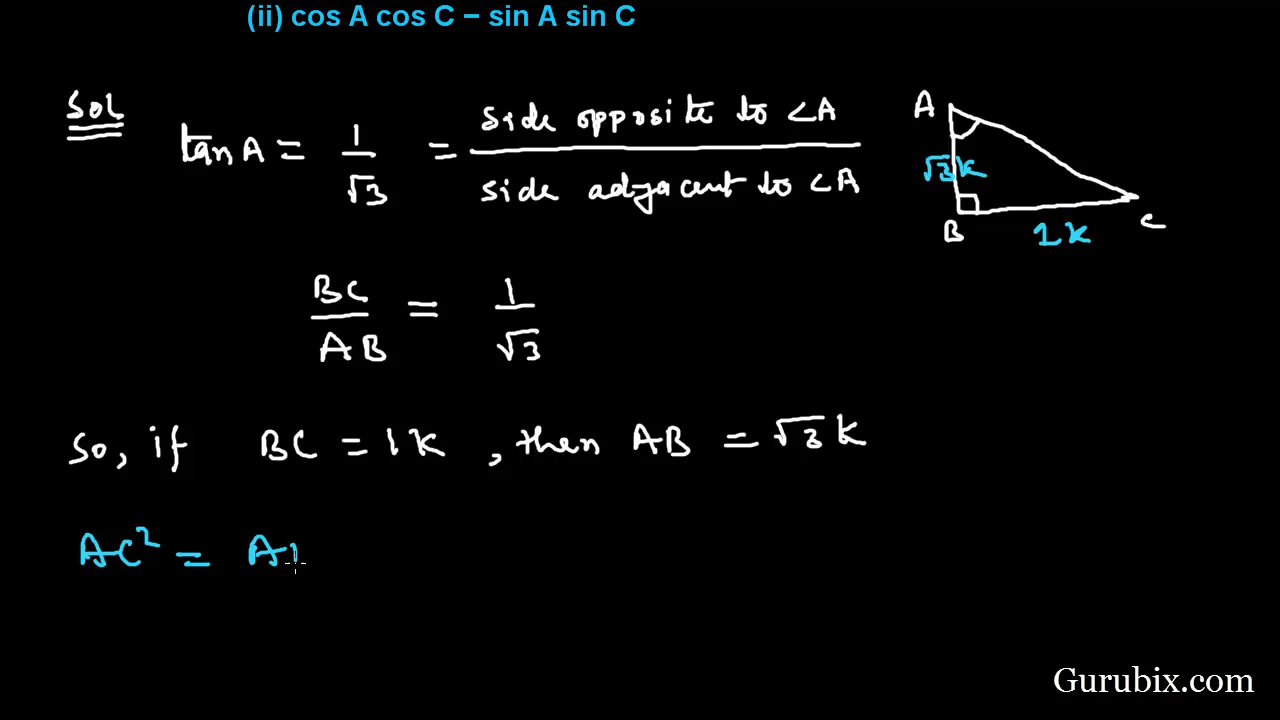 (ii) cos A cos C – sin A sin C
Sol
tan A = 1/√3 = side opposite to ∠A / side adjacent to ∠A
A
√3k
B
1k
C
BC/AB = 1/√3
So, if BC = 1k , then AB = √3k
AC² = A
Gurubix.com